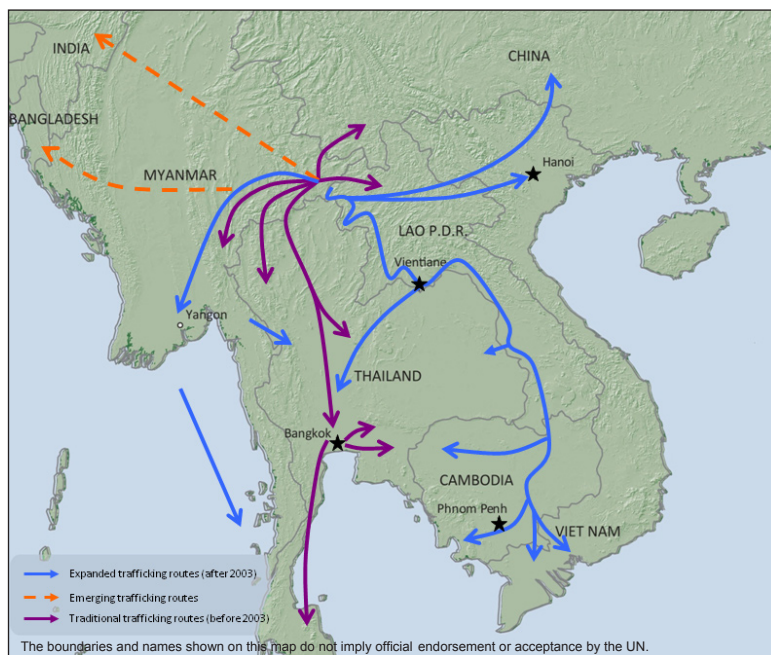 INDIA
CHINA
BANGLADESH
Hanoi
MYANMAR
LAO P.D.R.
Vientiane
Yangon
THAILAND
Bangkok
CAMBODIA
Phnom Penh
VIET NAM
Expanded trafficking routes (after 2003)
Emerging trafficking routes
Traditional trafficking routes (before 2003)
The boundaries and names shown on this map do not imply official endorsement or acceptance by the UN.